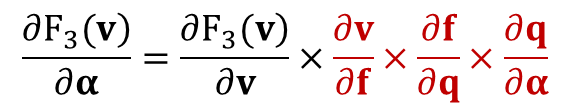 ∂F₃(𝐯)/∂𝛂 = ∂F₃(𝐯)/∂𝐯 × ∂𝐯/∂𝐟 × ∂𝐟/∂𝐪 × ∂𝐪/∂𝛂